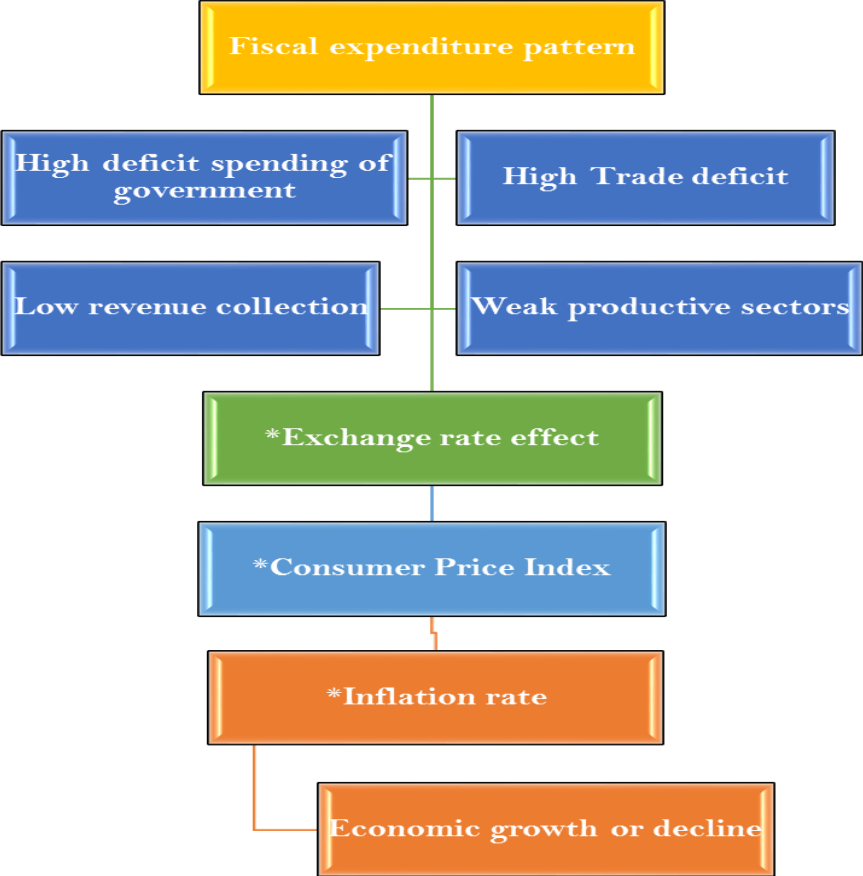 Fiscal expenditure pattern
High deficit spending of
government
High Trade deficit
Low revenue collection
Weak productive sectors
*Exchange rate effect
*Consumer Price Index
*Inflation rate
Economic growth or decline